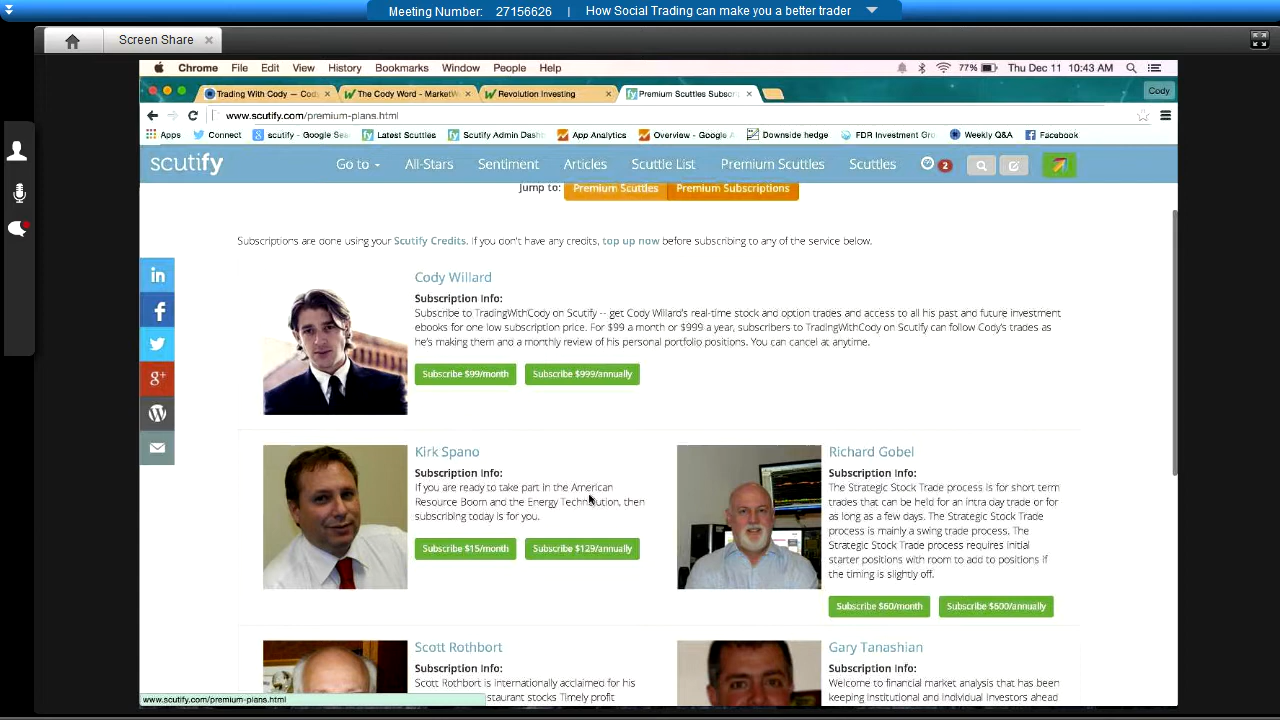 Meeting Number: 27156626 | How Social Trading can make you a better trader
Screen Share
Chrome File Edit View History Bookmarks Window People Help 77% Thu Dec 11 10:43 AM
Trading With Cody — Cod The Cody Word - MarketW Revolution Investing Premium Scuttles Subscr Cody
www.scutify.com/premium-plans.html
Apps Connect scutify - Google Sea Latest Scuttles Scutify Admin Dash App Analytics Overview - Google A Downside hedge FDR Investment Gro Weekly Q&A Facebook
scutify Go to All-Stars Sentiment Articles Scuttle List Premium Scuttles Scuttles 2
Jump to: Premium Scuttles Premium Subscriptions
Subscriptions are done using your Scutify Credits. If you don't have any credits, top up now before subscribing to any of the service below.
Cody Willard
Subscription Info:
Subscribe to TradingWithCody on Scutify -- get Cody Willard's real-time stock and option trades and access to all his past and future investment
ebooks for one low subscription price. For $99 a month or $999 a year, subscribers to TradingWithCody on Scutify can follow Cody's trades as
he's making them and a monthly review of his personal portfolio positions. You can cancel at anytime.
Subscribe $99/month Subscribe $999/annually
Kirk Spano
Subscription Info:
If you are ready to take part in the American
Resource Boom and the Energy Technolution, then
subscribing today is for you.
Subscribe $15/month Subscribe $129/annually
Richard Gobel
Subscription Info:
The Strategic Stock Trade process is for short term
trades that can be held for an intra day trade or for
as long as a few days. The Strategic Stock Trade
process is mainly a swing trade process. The
Strategic Stock Trade process requires initial
starter positions with room to add to positions if
the timing is slightly off.
Subscribe $60/month Subscribe $600/annually
Scott Rothbort
Subscription Info:
Scott Rothbort is internationally acclaimed for his
restaurant stocks Timely profit
Gary Tanashian
Subscription Info:
Welcome to financial market analysis that has been
keeping Institutional and Individual Investors ahead
www.scutify.com/premium-plans.html